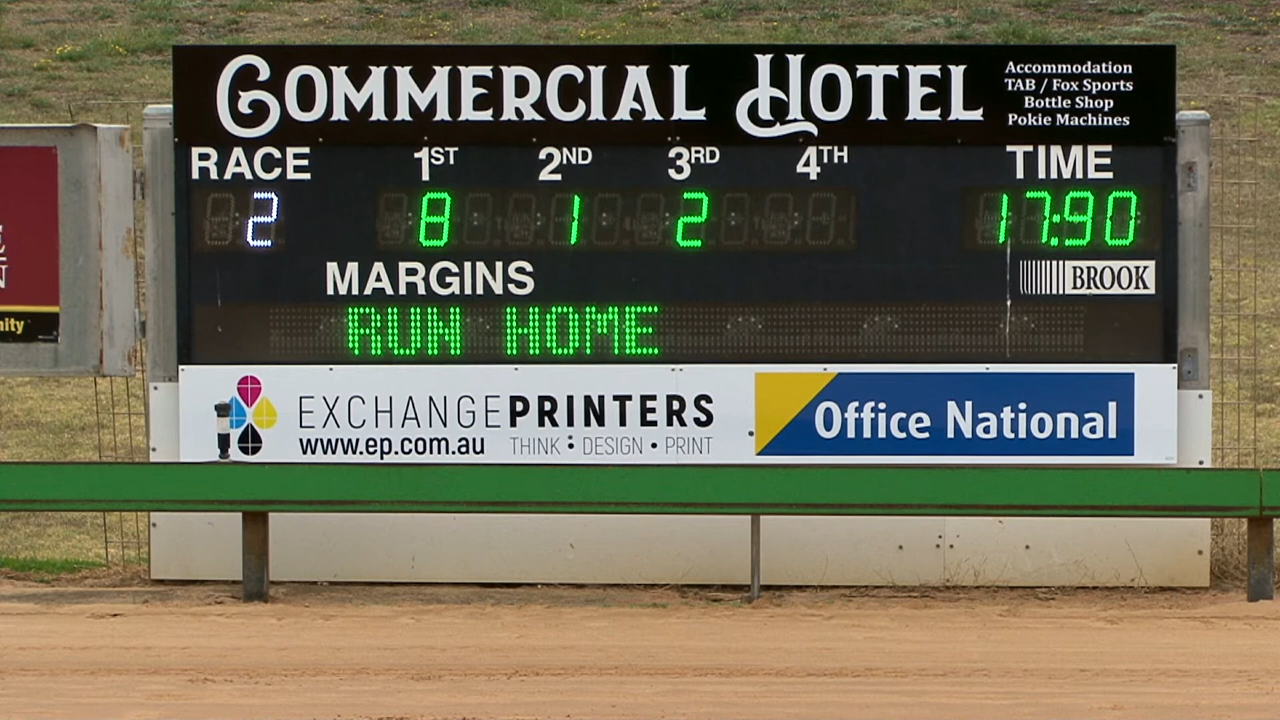 COMMERCIAL HOTEL
Accommodation
TAB / Fox Sports
Bottle Shop
Pokie Machines
RACE 1ST 2ND 3RD 4TH TIME
2 8 1 2 17:90
MARGINS
BROOK
RUN HOME
EXCHANGEPRINTERS
www.ep.com.au THINK • DESIGN • PRINT
Office National
nity